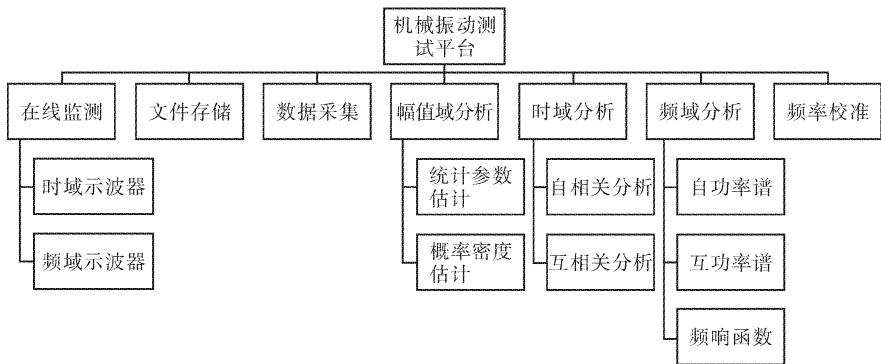 机械振动测
试平台
在线监测
文件存储
数据采集
幅值域分析
时域分析
频域分析
频率校准
时域示波器
统计参数
估计
自相关分析
自功率谱
频域示波器
概率密度
估计
互相关分析
互功率谱
频响函数